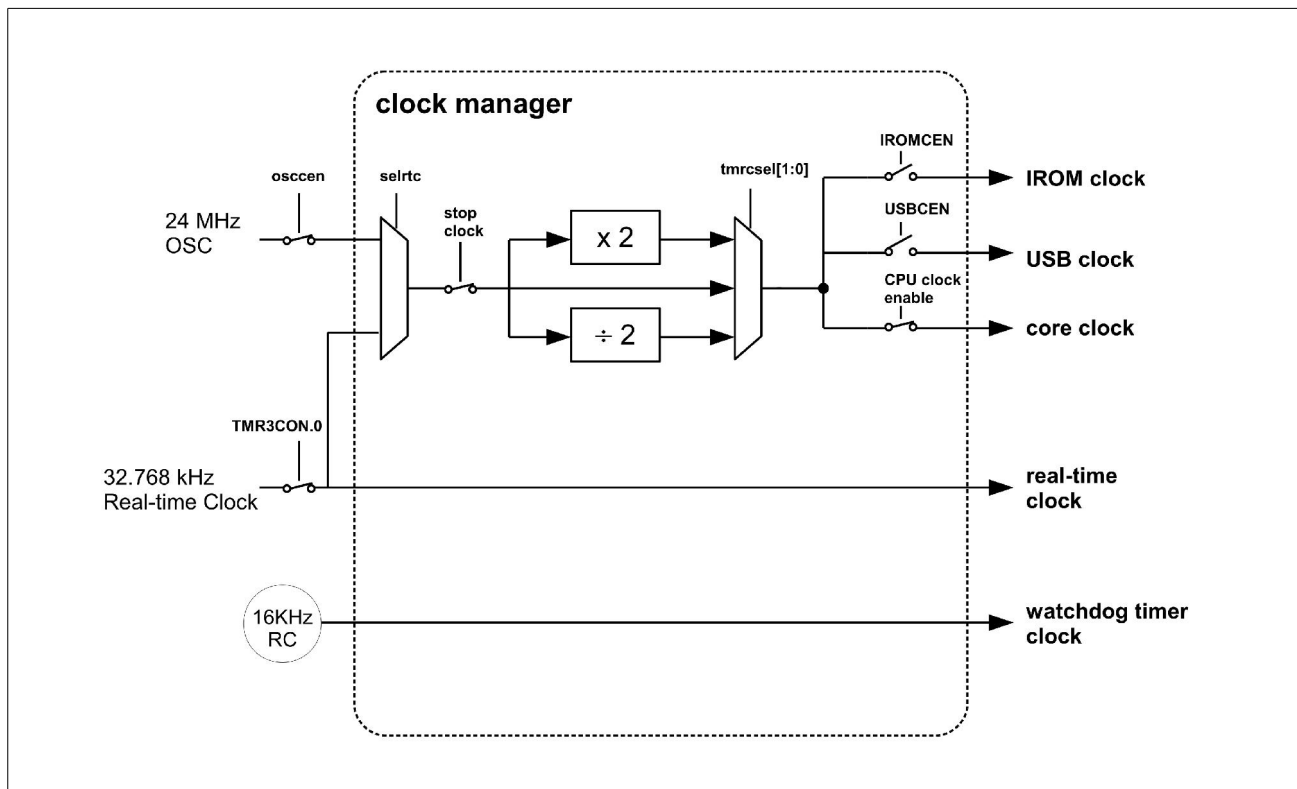 clock manager
osccen
selrtc
stop
clock
tmrcsel[1:0]
IROMCEN
IROM clock
24 MHz
OSC
x 2
USBCEN
USB clock
÷ 2
CPU clock
enable
core clock
TMR3CON.0
32.768 kHz
Real-time Clock
real-time
clock
16KHz
RC
watchdog timer
clock